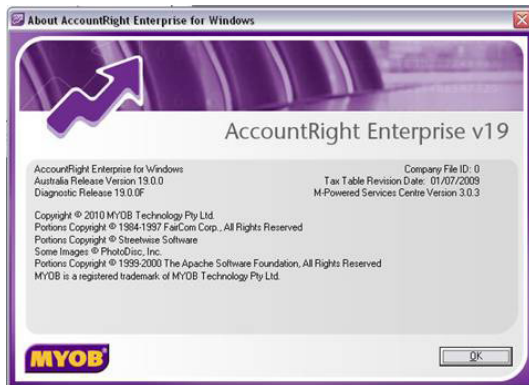 About AccountRight Enterprise for Windows
AccountRight Enterprise v19
AccountRight Enterprise for Windows
Australia Release Version 19.0.0
Diagnostic Release 19.0.0F
Company File ID: 0
Tax Table Revision Date: 01/07/2009
M-Powered Services Centre Version 3.0.3
Copyright © 2010 MYOB Technology Pty Ltd.
Portions Copyright © 1984-1997 FairCom Corp., All Rights Reserved
Portions Copyright © Streetwise Software
Some Images © PhotoDisc, Inc.
Portions Copyright © 1999-2000 The Apache Software Foundation, All Rights Reserved
MYOB is a registered trademark of MYOB Technology Pty Ltd.
MYOB
OK